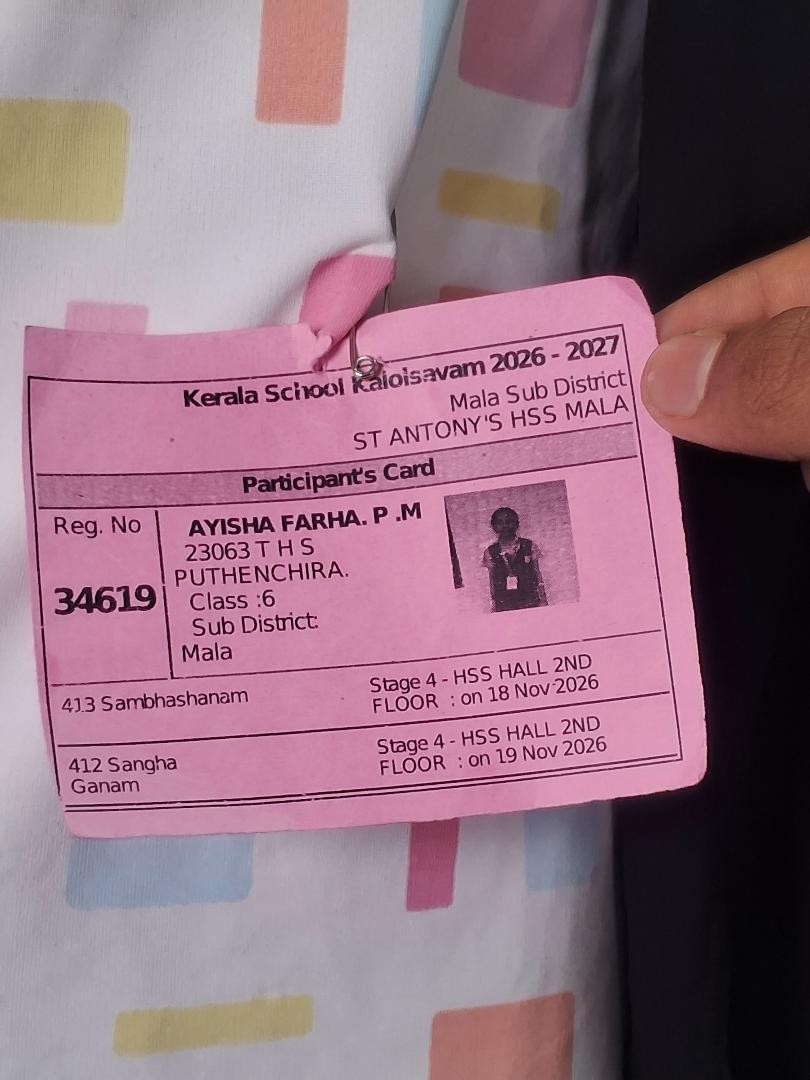 Kerala School Kalolsavam 2026 - 2027
Mala Sub District
ST ANTONY'S HSS MALA
Participant's Card
Reg. No
34619
AYISHA FARHA. P .M
23063 T H S
PUTHENCHIRA.
Class :6
Sub District:
Mala
413 Sambhashanam
Stage 4 - HSS HALL 2ND
FLOOR : on 18 Nov 2026
412 Sangha
Ganam
Stage 4 - HSS HALL 2ND
FLOOR : on 19 Nov 2026